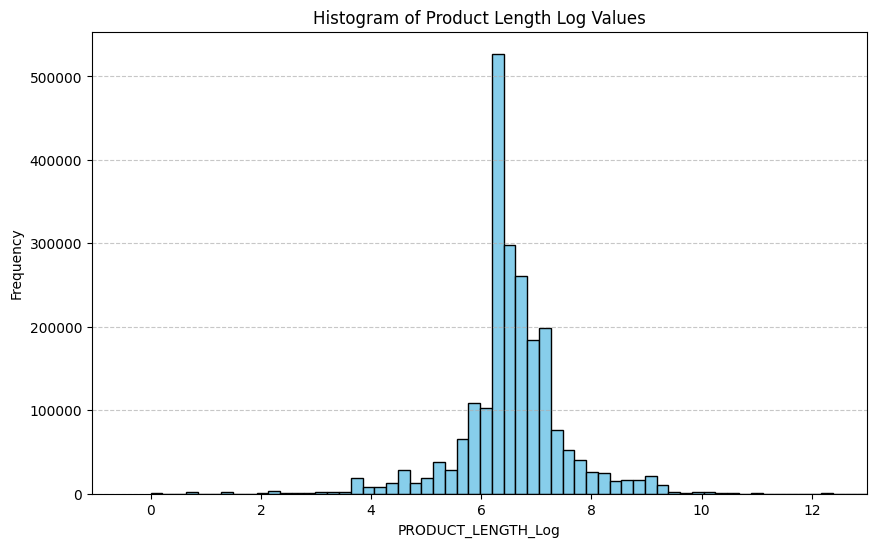 Histogram of Product Length Log Values
Frequency
500000
400000
300000
200000
100000
0
0 2 4 6 8 10 12
PRODUCT_LENGTH_Log